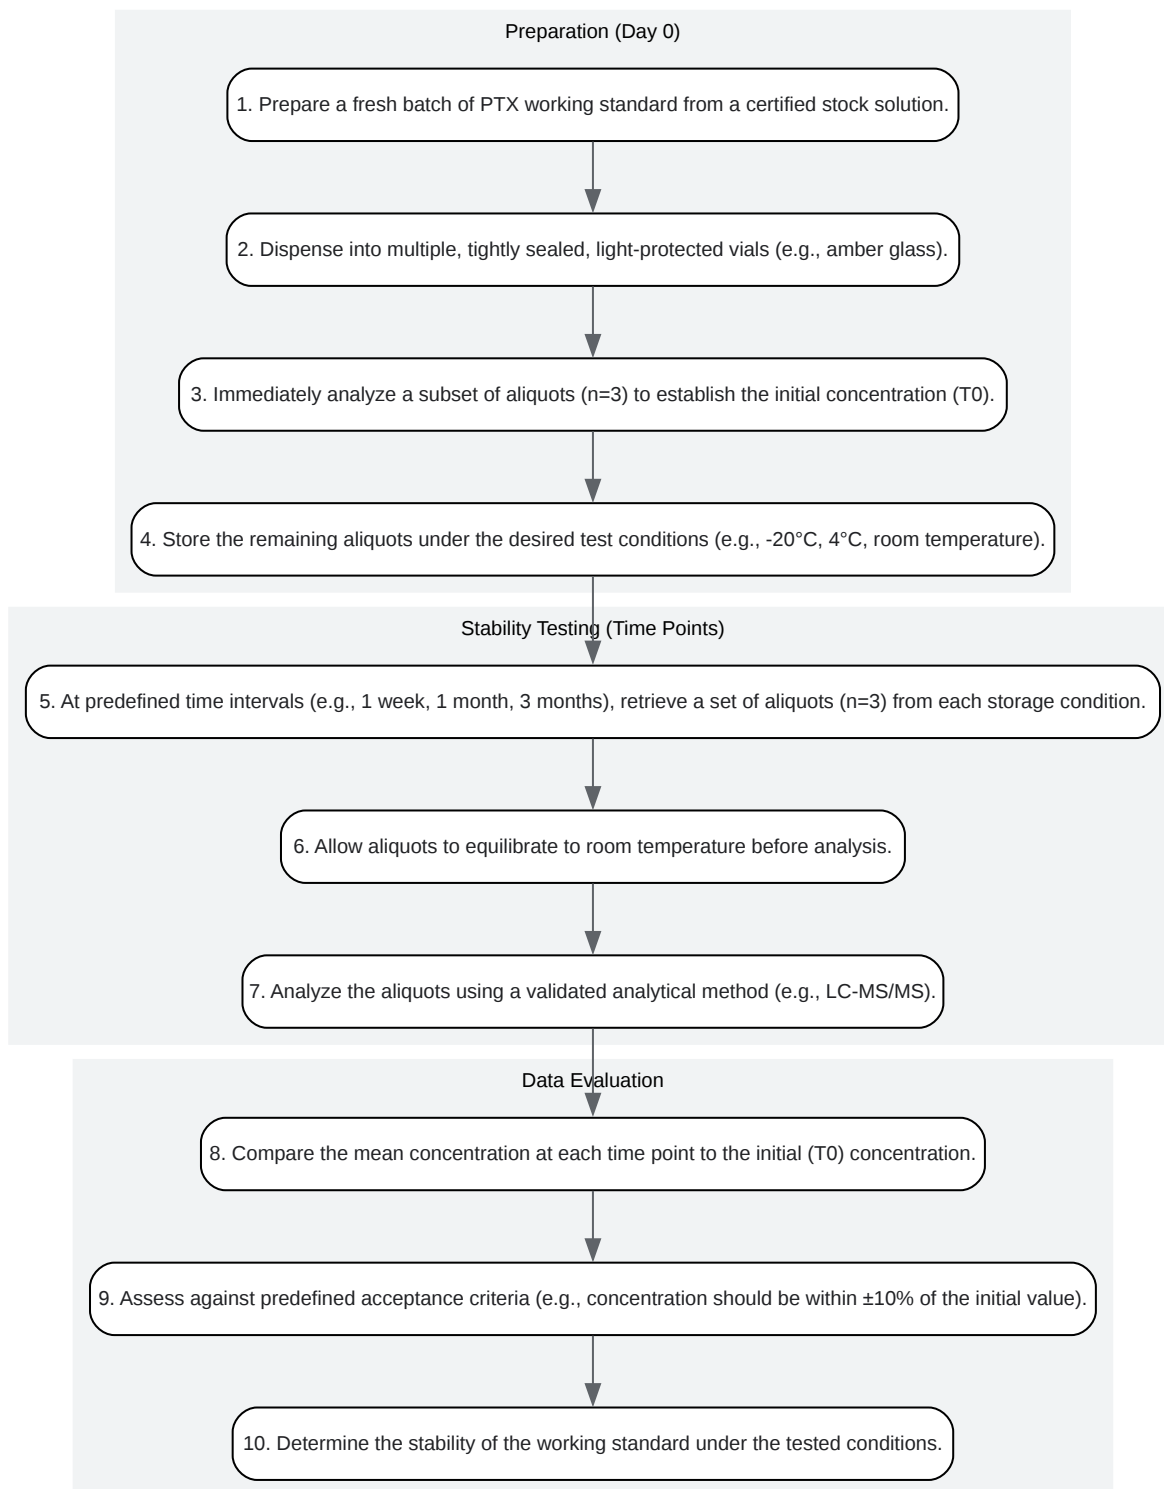 Preparation (Day 0)
1. Prepare a fresh batch of PTX working standard from a certified stock solution.
2. Dispense into multiple, tightly sealed, light-protected vials (e.g., amber glass).
3. Immediately analyze a subset of aliquots (n=3) to establish the initial concentration (T0).
4. Store the remaining aliquots under the desired test conditions (e.g., -20°C, 4°C, room temperature).
Stability Testing (Time Points)
5. At predefined time intervals (e.g., 1 week, 1 month, 3 months), retrieve a set of aliquots (n=3) from each storage condition.
6. Allow aliquots to equilibrate to room temperature before analysis.
7. Analyze the aliquots using a validated analytical method (e.g., LC-MS/MS).
Data Evaluation
8. Compare the mean concentration at each time point to the initial (T0) concentration.
9. Assess against predefined acceptance criteria (e.g., concentration should be within ±10% of the initial value).
10. Determine the stability of the working standard under the tested conditions.